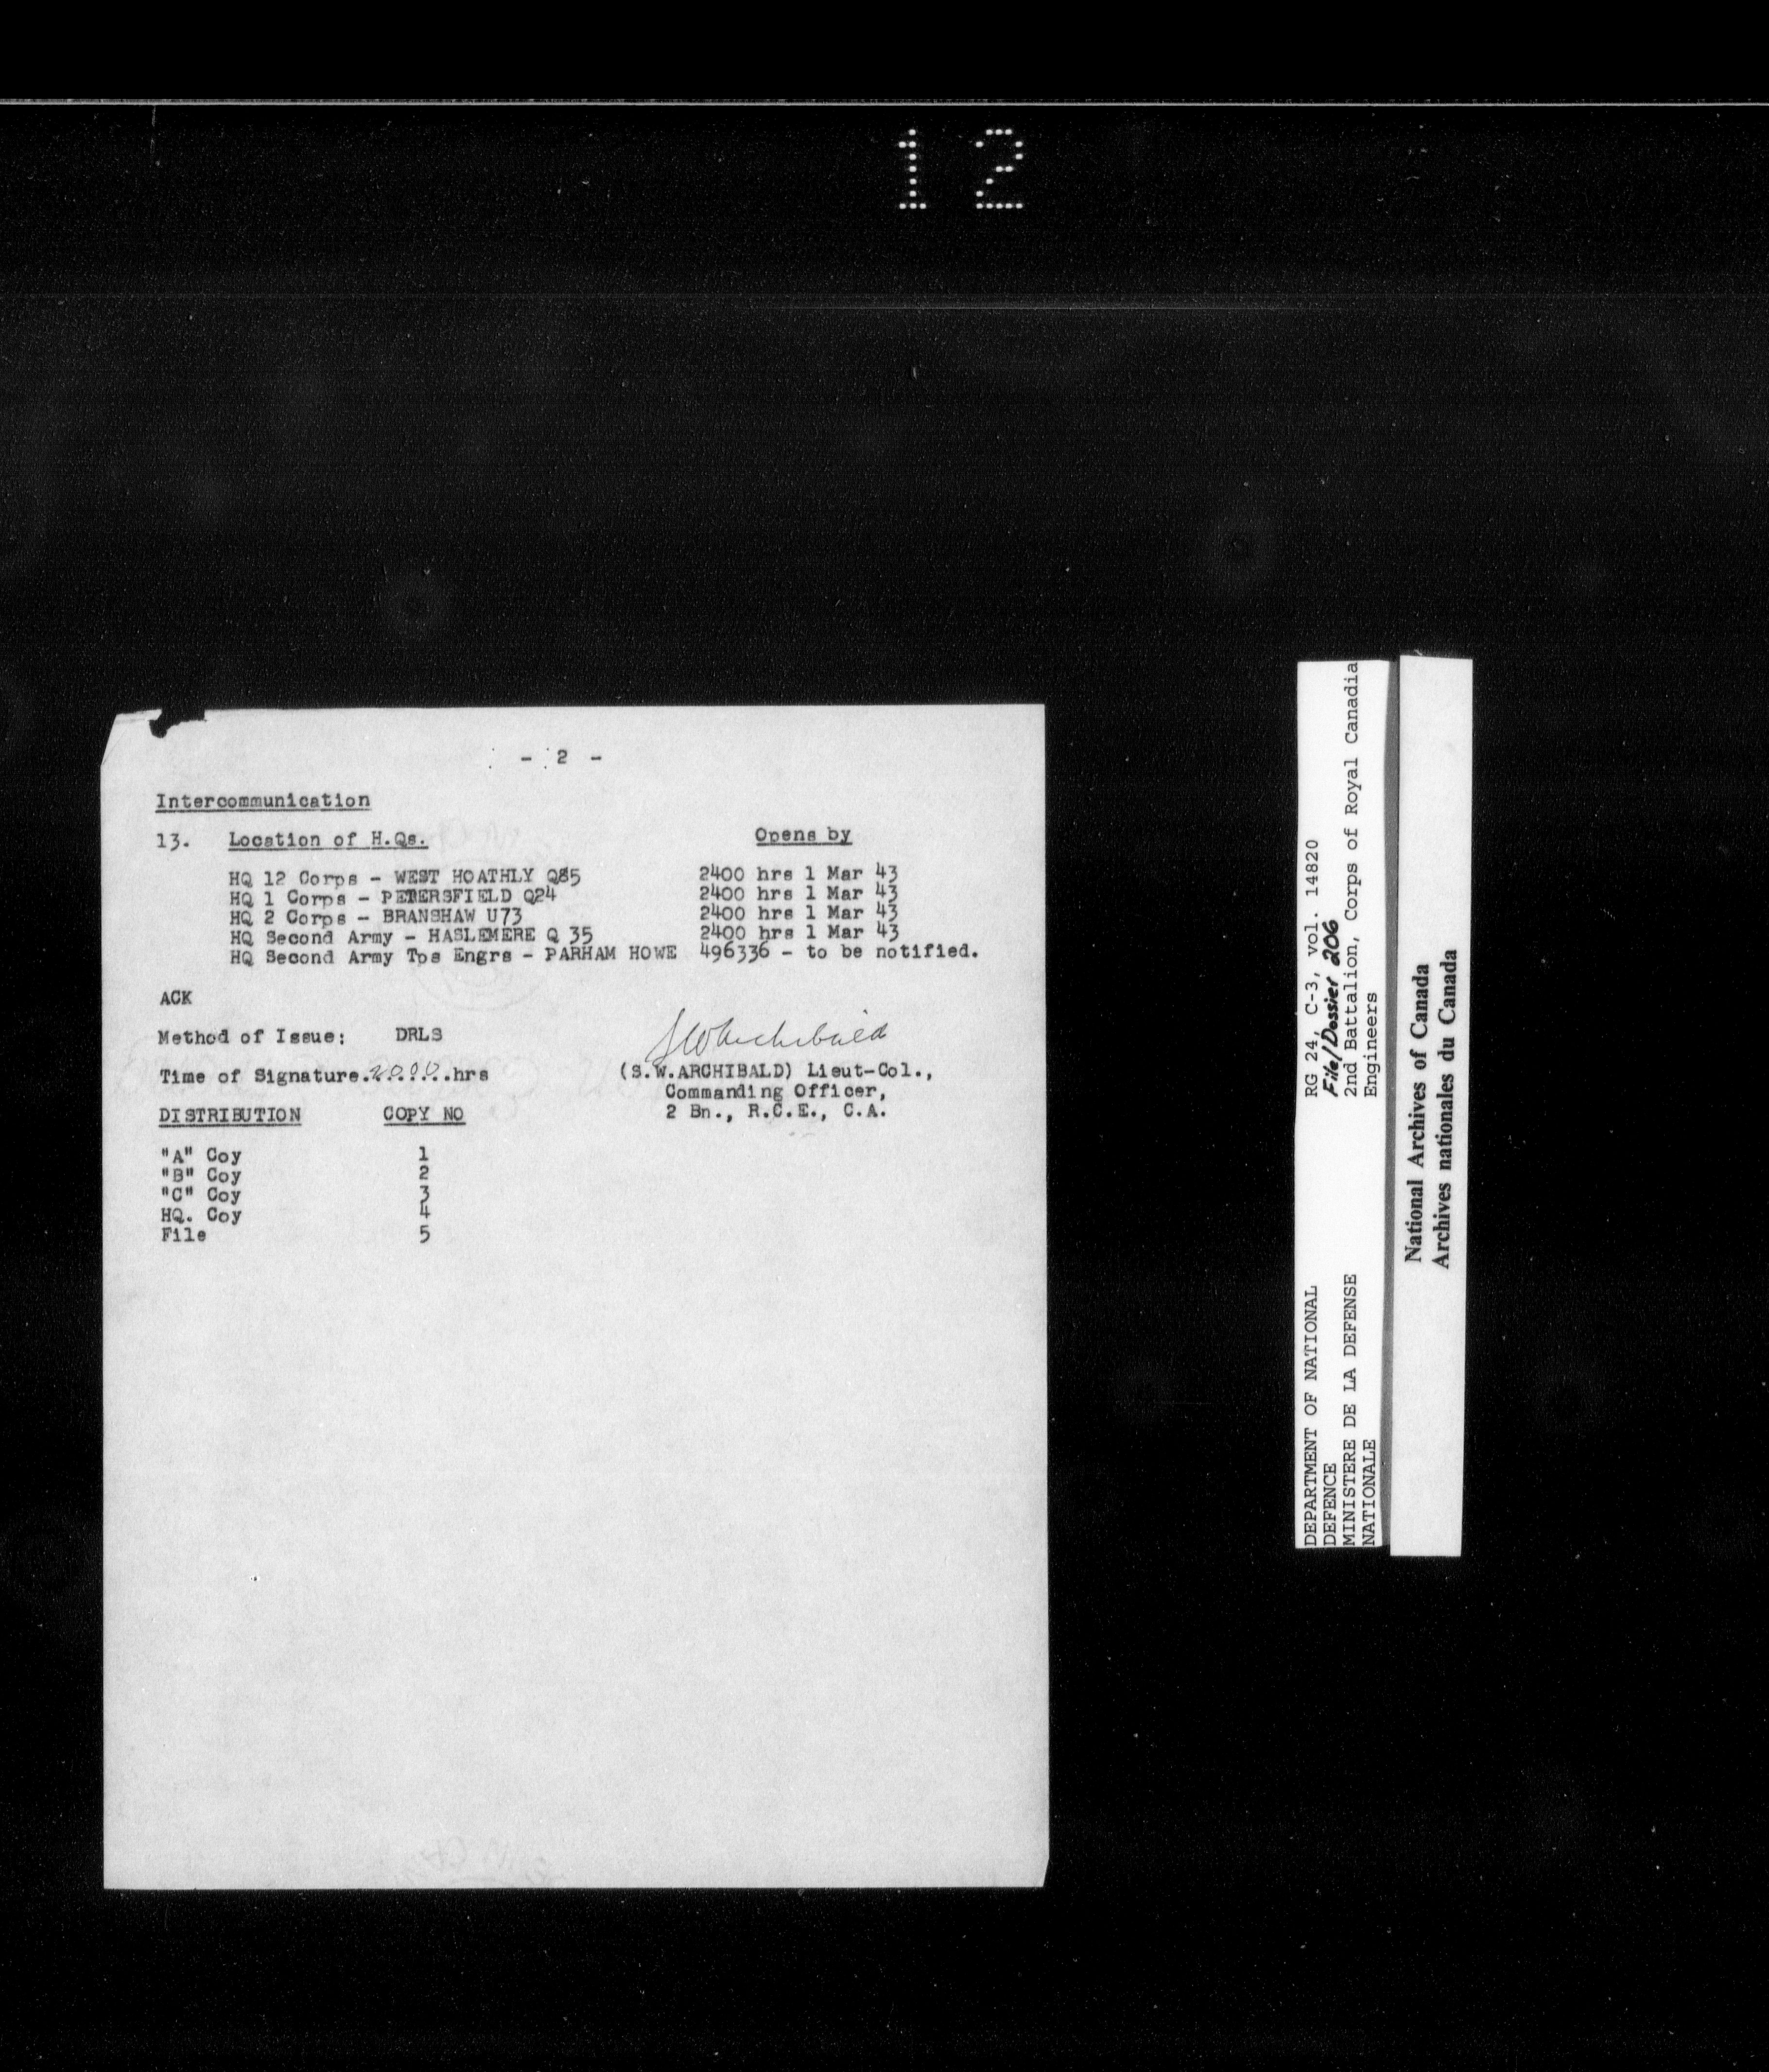 12
- 2 -
Intercommunication
13. Location of H.Qs. Opens by
HQ 12 Corps - WEST HOATHLY Q85 2400 hrs 1 Mar 43
HQ 1 Corps - PETERSFIELD Q24 2400 hrs 1 Mar 43
HQ 2 Corps - BRANSHAW U73 2400 hrs 1 Mar 43
HQ Second Army - HASLEMERE Q 35 2400 hrs 1 Mar 43
HQ Second Army Tps Engrs - PARHAM HOWE 496336 - to be notified.
ACK
Method of Issue: DRLS
SWArchibald
Time of Signature.2000.hrs
(S.W.ARCHIBALD) Lieut-Col.,
Commanding Officer,
2 Bn., R.C.E., C.A.
DISTRIBUTION COPY NO
"A" Coy 1
"B" Coy 2
"C" Coy 3
HQ. Coy 4
File 5
DEPARTMENT OF NATIONAL
DEFENCE
MINISTERE DE LA DEFENSE
NATIONALE
RG 24, C-3, vol. 14820
File/Dossier 206
2nd Battalion, Corps of Royal Canadia
Engineers
National Archives of Canada
Archives nationales du Canada